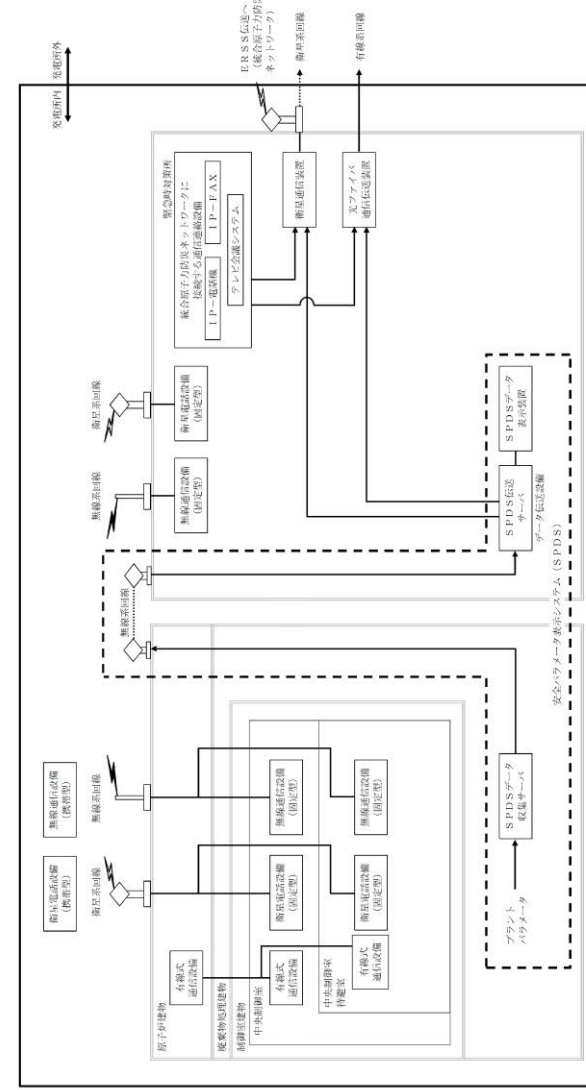 発電所内
発電所外
ERSS伝送へ
(統合原子力防災
ネットワーク)
衛星系回線
有線系回線
緊急時対策所
統合原子力防災ネットワークに
接続する通信連絡設備
IP-電話機
IP-FAX
テレビ会議システム
衛星通信装置
光ファイバ
通信伝送装置
衛星系回線
衛星電話設備
(固定型)
無線系回線
無線通信設備
(固定型)
SPDSデータ
表示装置
SPDS伝送
サーバ
データ伝送設備
無線系回線
安全パラメータ表示システム(SPDS)
無線通信設備
(携帯型)
無線系回線
衛星電話設備
(携帯型)
衛星系回線
無線通信設備
(固定型)
無線通信設備
(固定型)
衛星電話設備
(固定型)
衛星電話設備
(固定型)
有線式
通信設備
有線式
通信設備
有線式
通信設備
原子炉建物
廃棄物処理建物
制御室建物
中央制御室
中央制御室
待避室
SPDSデータ
収集サーバ
プラント
パラメータ